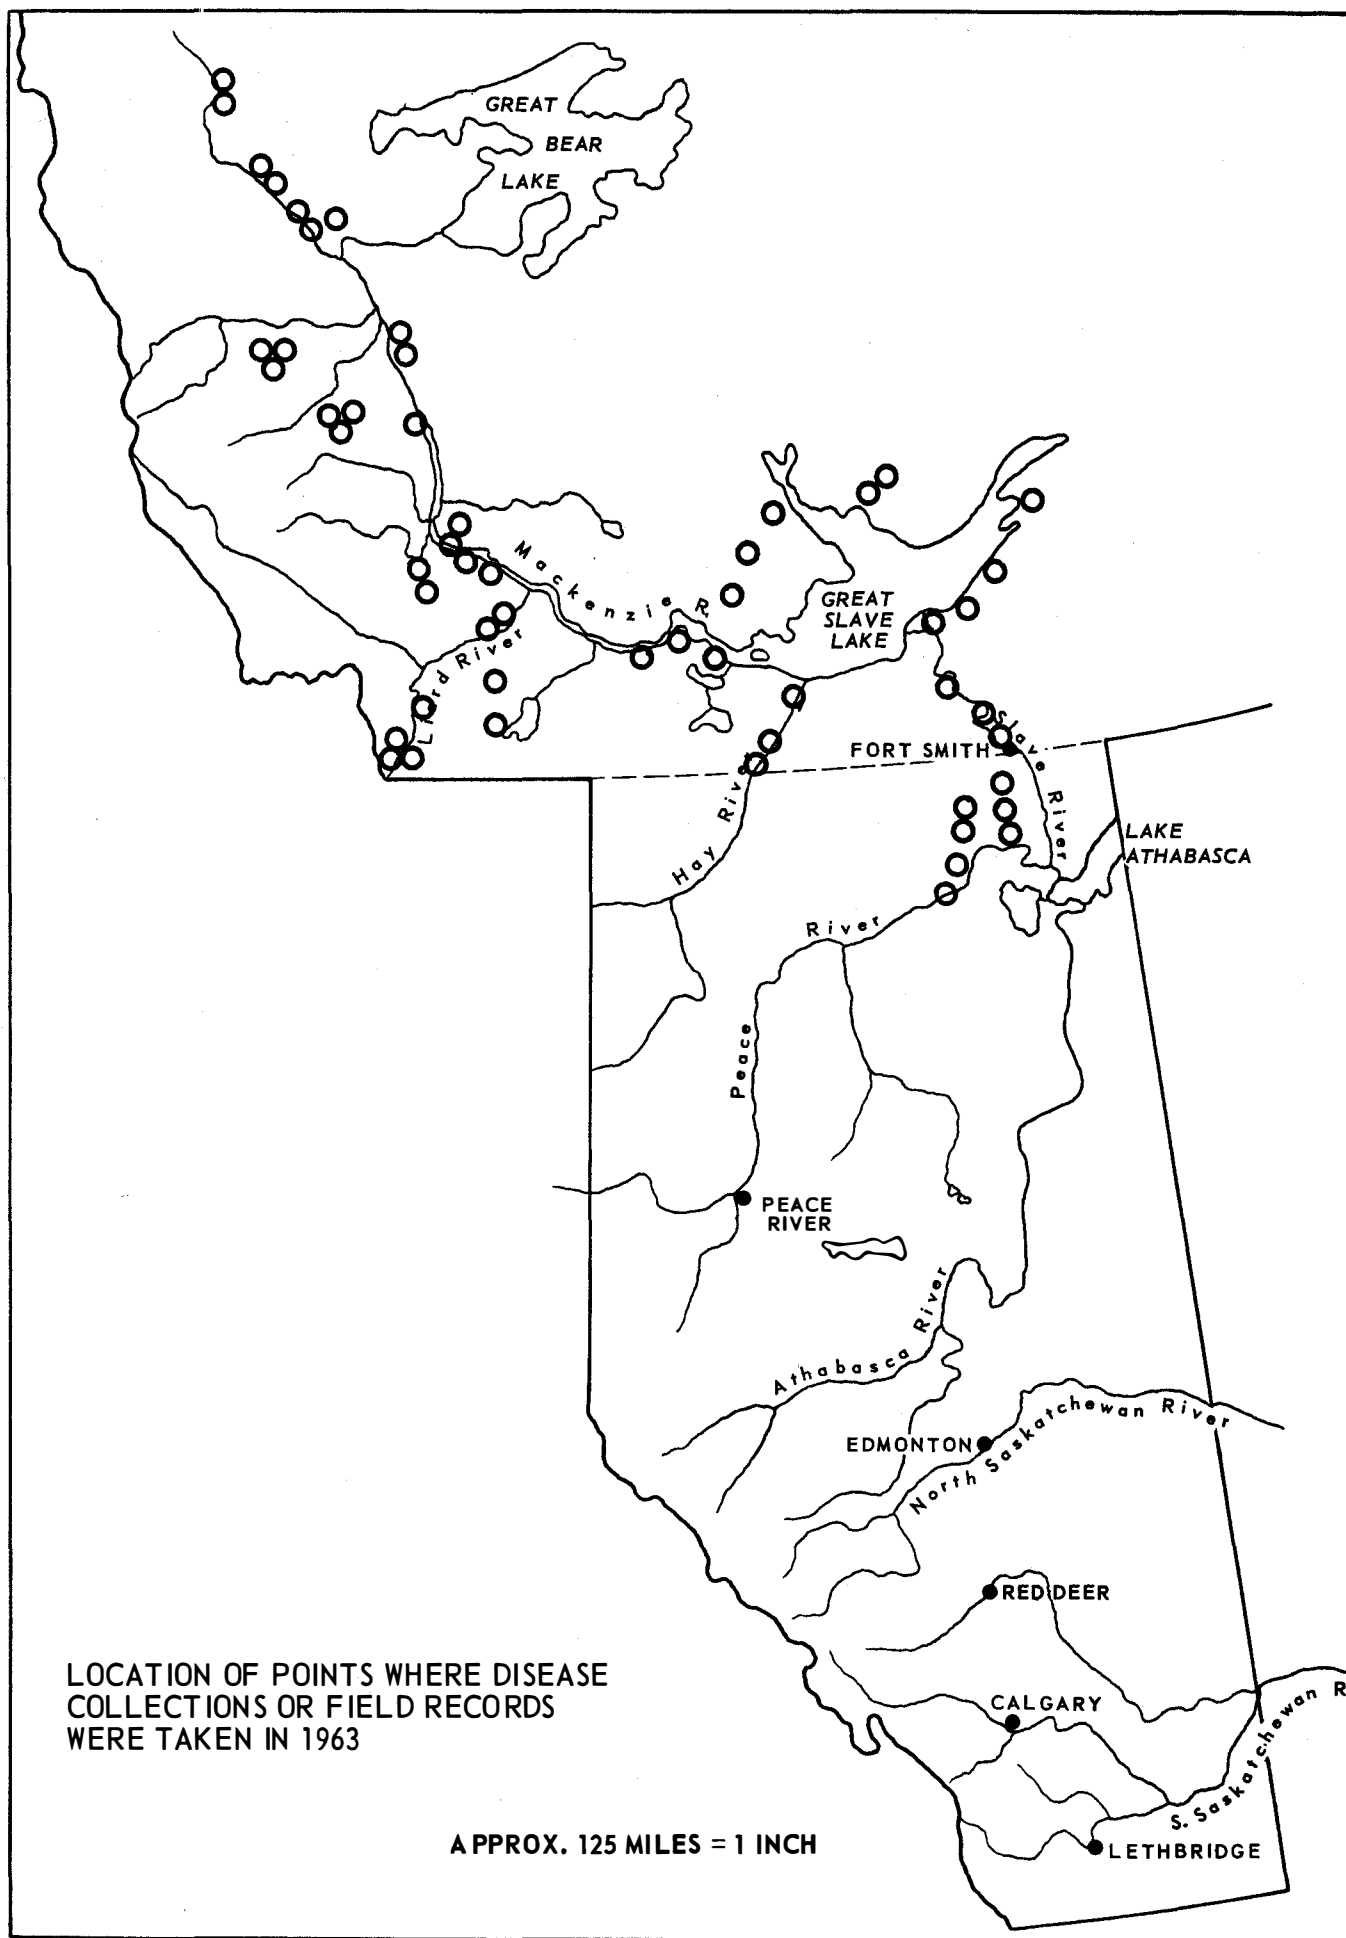 GREAT
BEAR
LAKE
Mackenzie R.
GREAT
SLAVE
LAKE
Liard River
Slave River
FORT SMITH
Hay River
LAKE
ATHABASCA
River
Peace
PEACE
RIVER
Athabasca River
EDMONTON
North Saskatchewan River
RED DEER
LOCATION OF POINTS WHERE DISEASE
COLLECTIONS OR FIELD RECORDS
WERE TAKEN IN 1963
CALGARY
S. Saskatchewan R
APPROX. 125 MILES = 1 INCH
LETHBRIDGE